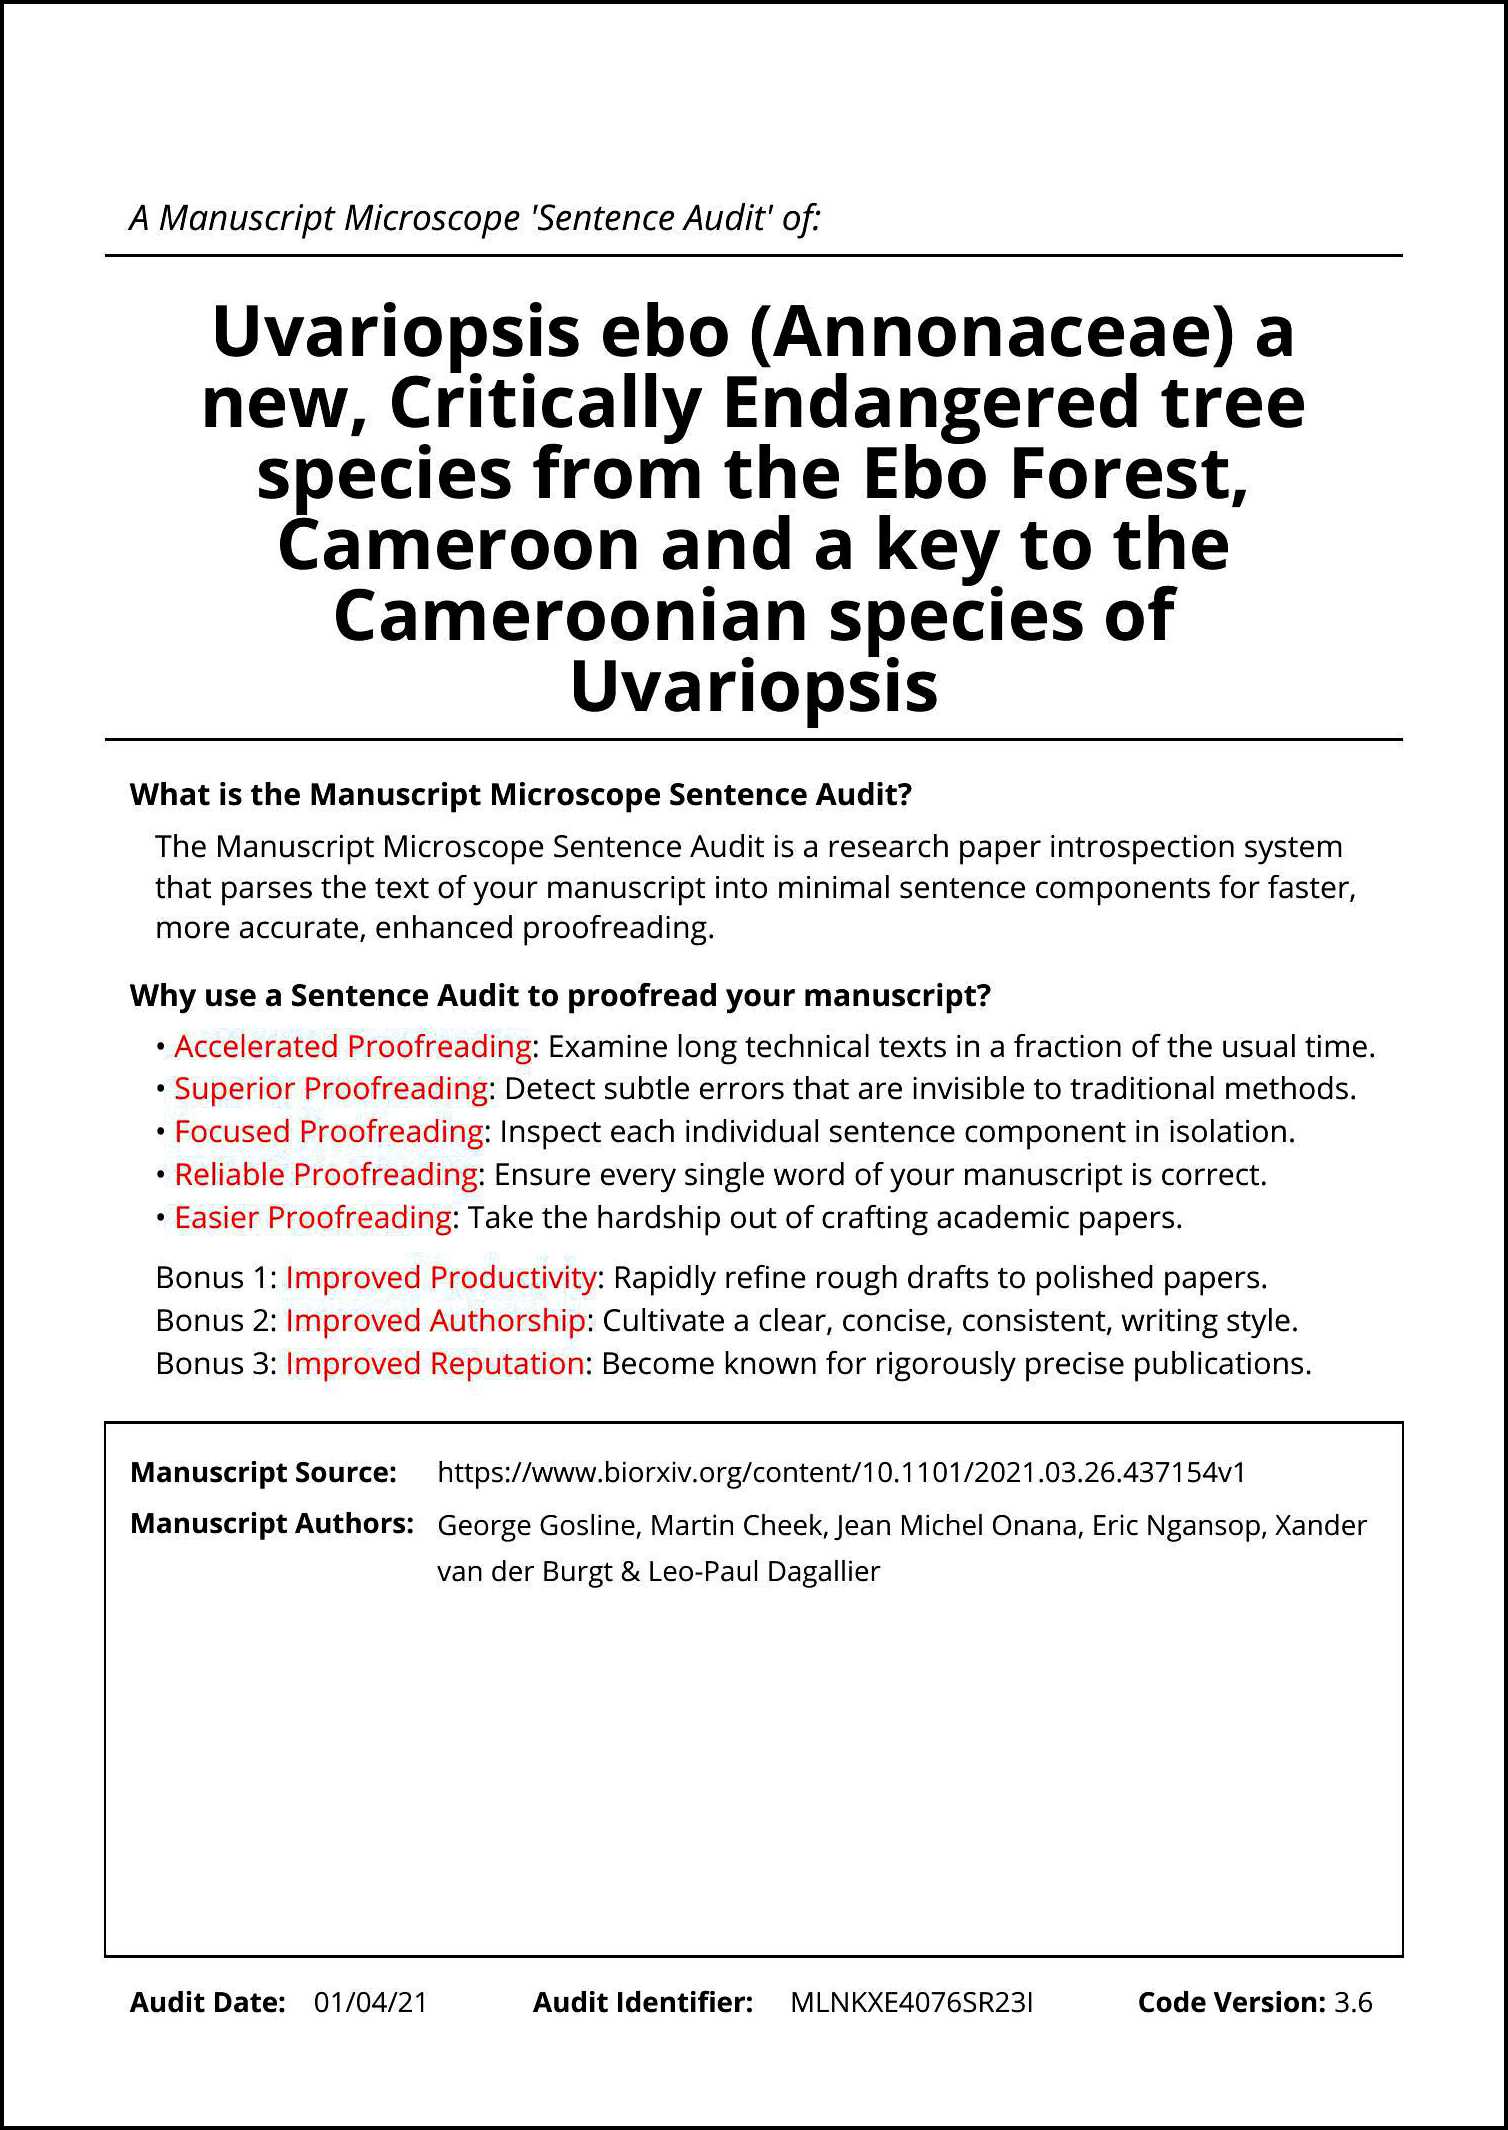 A Manuscript Microscope 'Sentence Audit' of:
Uvariopsis ebo (Annonaceae) a
new, Critically Endangered tree
species from the Ebo Forest,
Cameroon and a key to the
Cameroonian species of
Uvariopsis
What is the Manuscript Microscope Sentence Audit?
The Manuscript Microscope Sentence Audit is a research paper introspection system
that parses the text of your manuscript into minimal sentence components for faster,
more accurate, enhanced proofreading.
Why use a Sentence Audit to proofread your manuscript?
• Accelerated Proofreading: Examine long technical texts in a fraction of the usual time.
• Superior Proofreading: Detect subtle errors that are invisible to traditional methods.
• Focused Proofreading: Inspect each individual sentence component in isolation.
• Reliable Proofreading: Ensure every single word of your manuscript is correct.
• Easier Proofreading: Take the hardship out of crafting academic papers.
Bonus 1: Improved Productivity: Rapidly refine rough drafts to polished papers.
Bonus 2: Improved Authorship: Cultivate a clear, concise, consistent, writing style.
Bonus 3: Improved Reputation: Become known for rigorously precise publications.
Manuscript Source: https://www.biorxiv.org/content/10.1101/2021.03.26.437154v1
Manuscript Authors: George Gosline, Martin Cheek, Jean Michel Onana, Eric Ngansop, Xander
van der Burgt & Leo-Paul Dagallier
Audit Date: 01/04/21 Audit Identifier: MLNKXE4076SR23I Code Version: 3.6